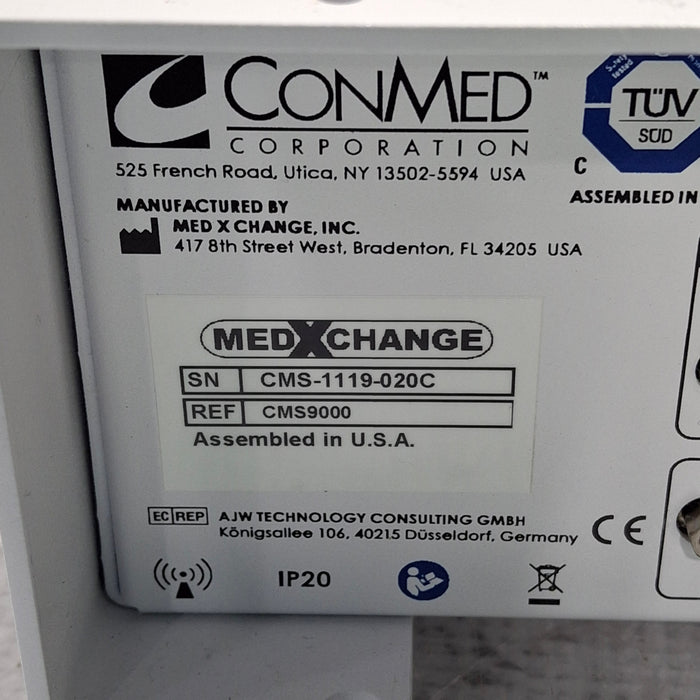 CONMED™
CORPORATION
525 French Road, Utica, NY 13502-5594 USA
TÜV
SÜD
C
ASSEMBLED IN
MANUFACTURED BY
MED X CHANGE, INC.
417 8th Street West, Bradenton, FL 34205 USA
MEDXCHANGE
SN CMS-1119-020C
REF CMS9000
Assembled in U.S.A.
EC REP AJW TECHNOLOGY CONSULTING GMBH
Königsallee 106, 40215 Düsseldorf, Germany
CE
IP20